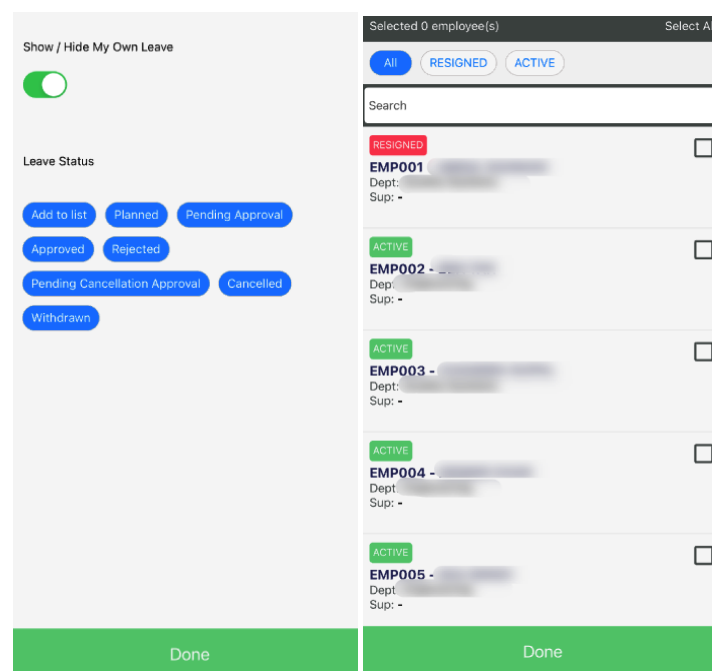 Show / Hide My Own Leave
Leave Status
Add to list Planned Pending Approval
Approved Rejected
Pending Cancellation Approval Cancelled
Withdrawn
Done
Selected 0 employee(s) Select
All RESIGNED ACTIVE
Search
RESIGNED
EMP001
Dept:
Sup: -
ACTIVE
EMP002 -
Dep
Sup: -
ACTIVE
EMP003 -
Dept:
Sup: -
ACTIVE
EMP004 -
Dept
Sup: -
ACTIVE
EMP005 -
Dept
Sup: -
Done